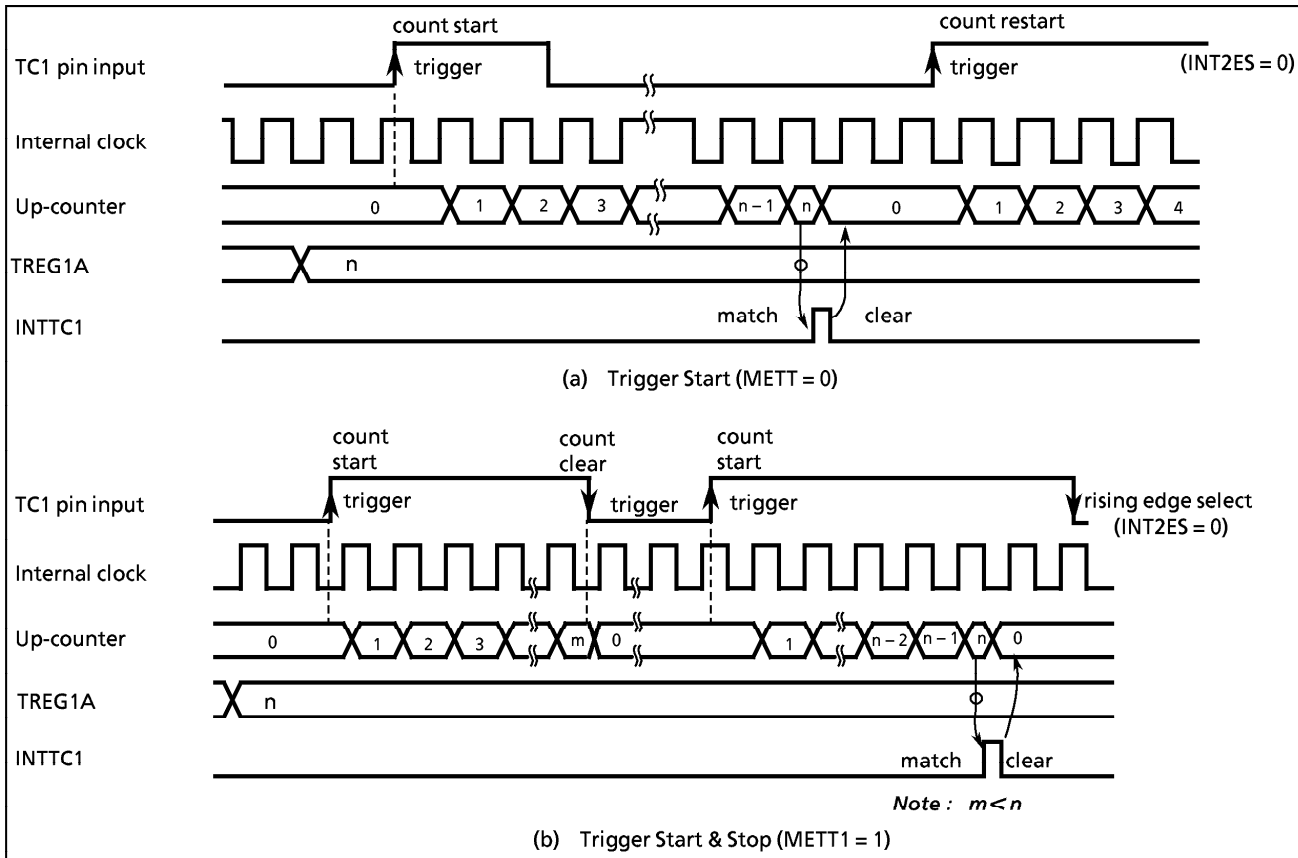 count start
count restart
TC1 pin input
trigger
trigger
(INT2ES = 0)
Internal clock
Up-counter
0 1 2 3 n – 1 n 0 1 2 3 4
TREG1A
n
INTTC1
match
clear
(a) Trigger Start (METT = 0)
count start
count clear
count start
TC1 pin input
trigger
trigger
trigger
rising edge select
(INT2ES = 0)
Internal clock
Up-counter
0 1 2 3 m 0 1 n – 2 n – 1 n 0
TREG1A
n
INTTC1
match
clear
Note : m < n
(b) Trigger Start & Stop (METT1 = 1)